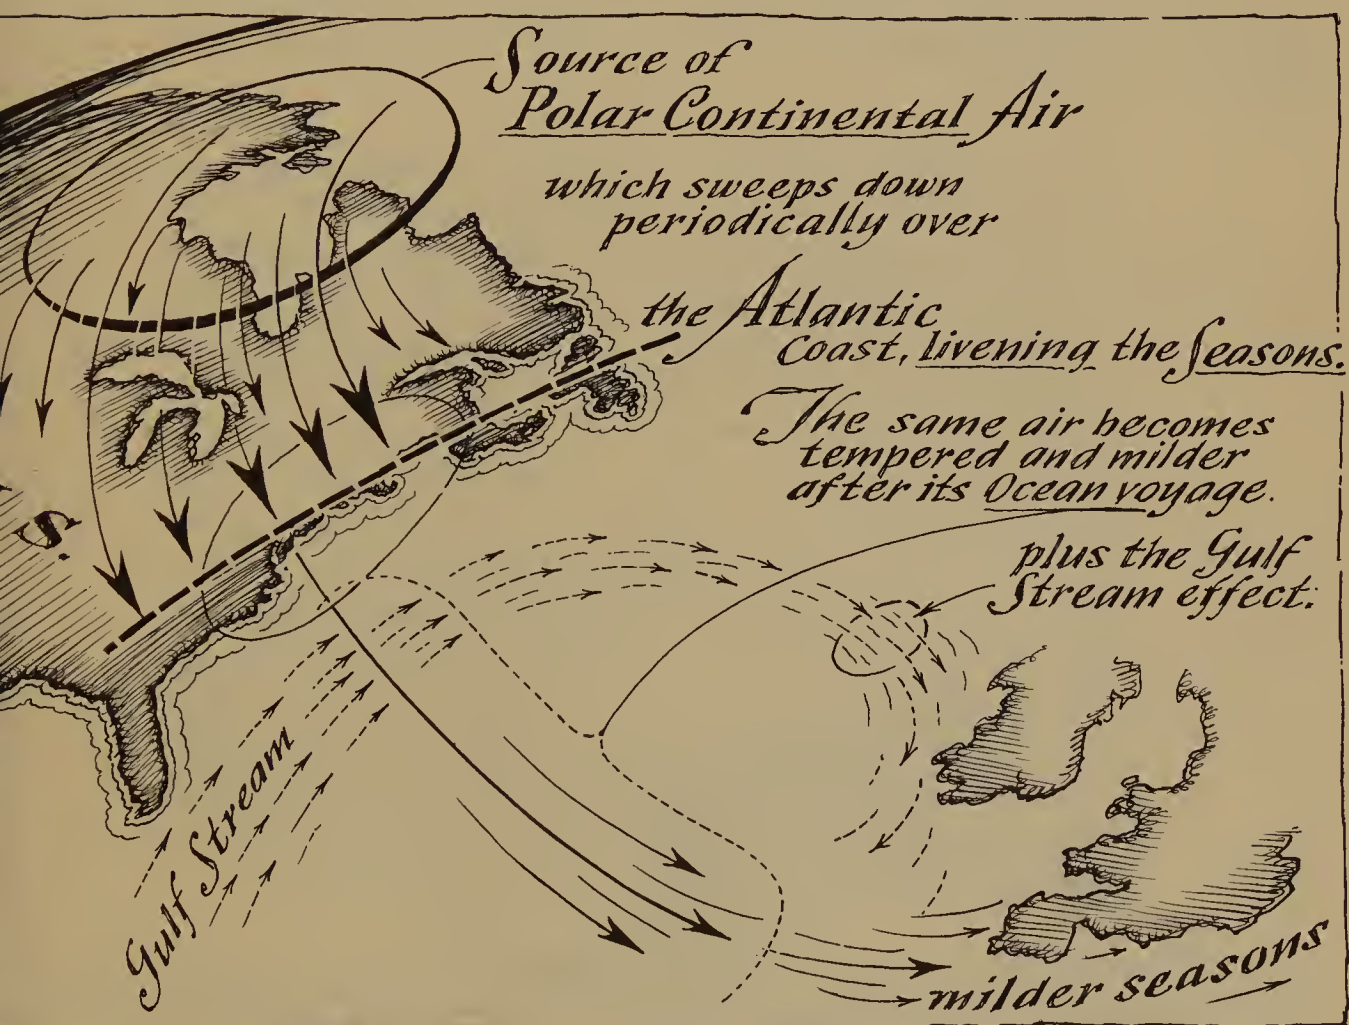 Source of
Polar Continental Air
which sweeps down
periodically over
the Atlantic
Coast, livening the Seasons.
The same air becomes
tempered and milder
after its Ocean voyage.
plus the Gulf
Stream effect.
S.
Gulf Stream
milder seasons